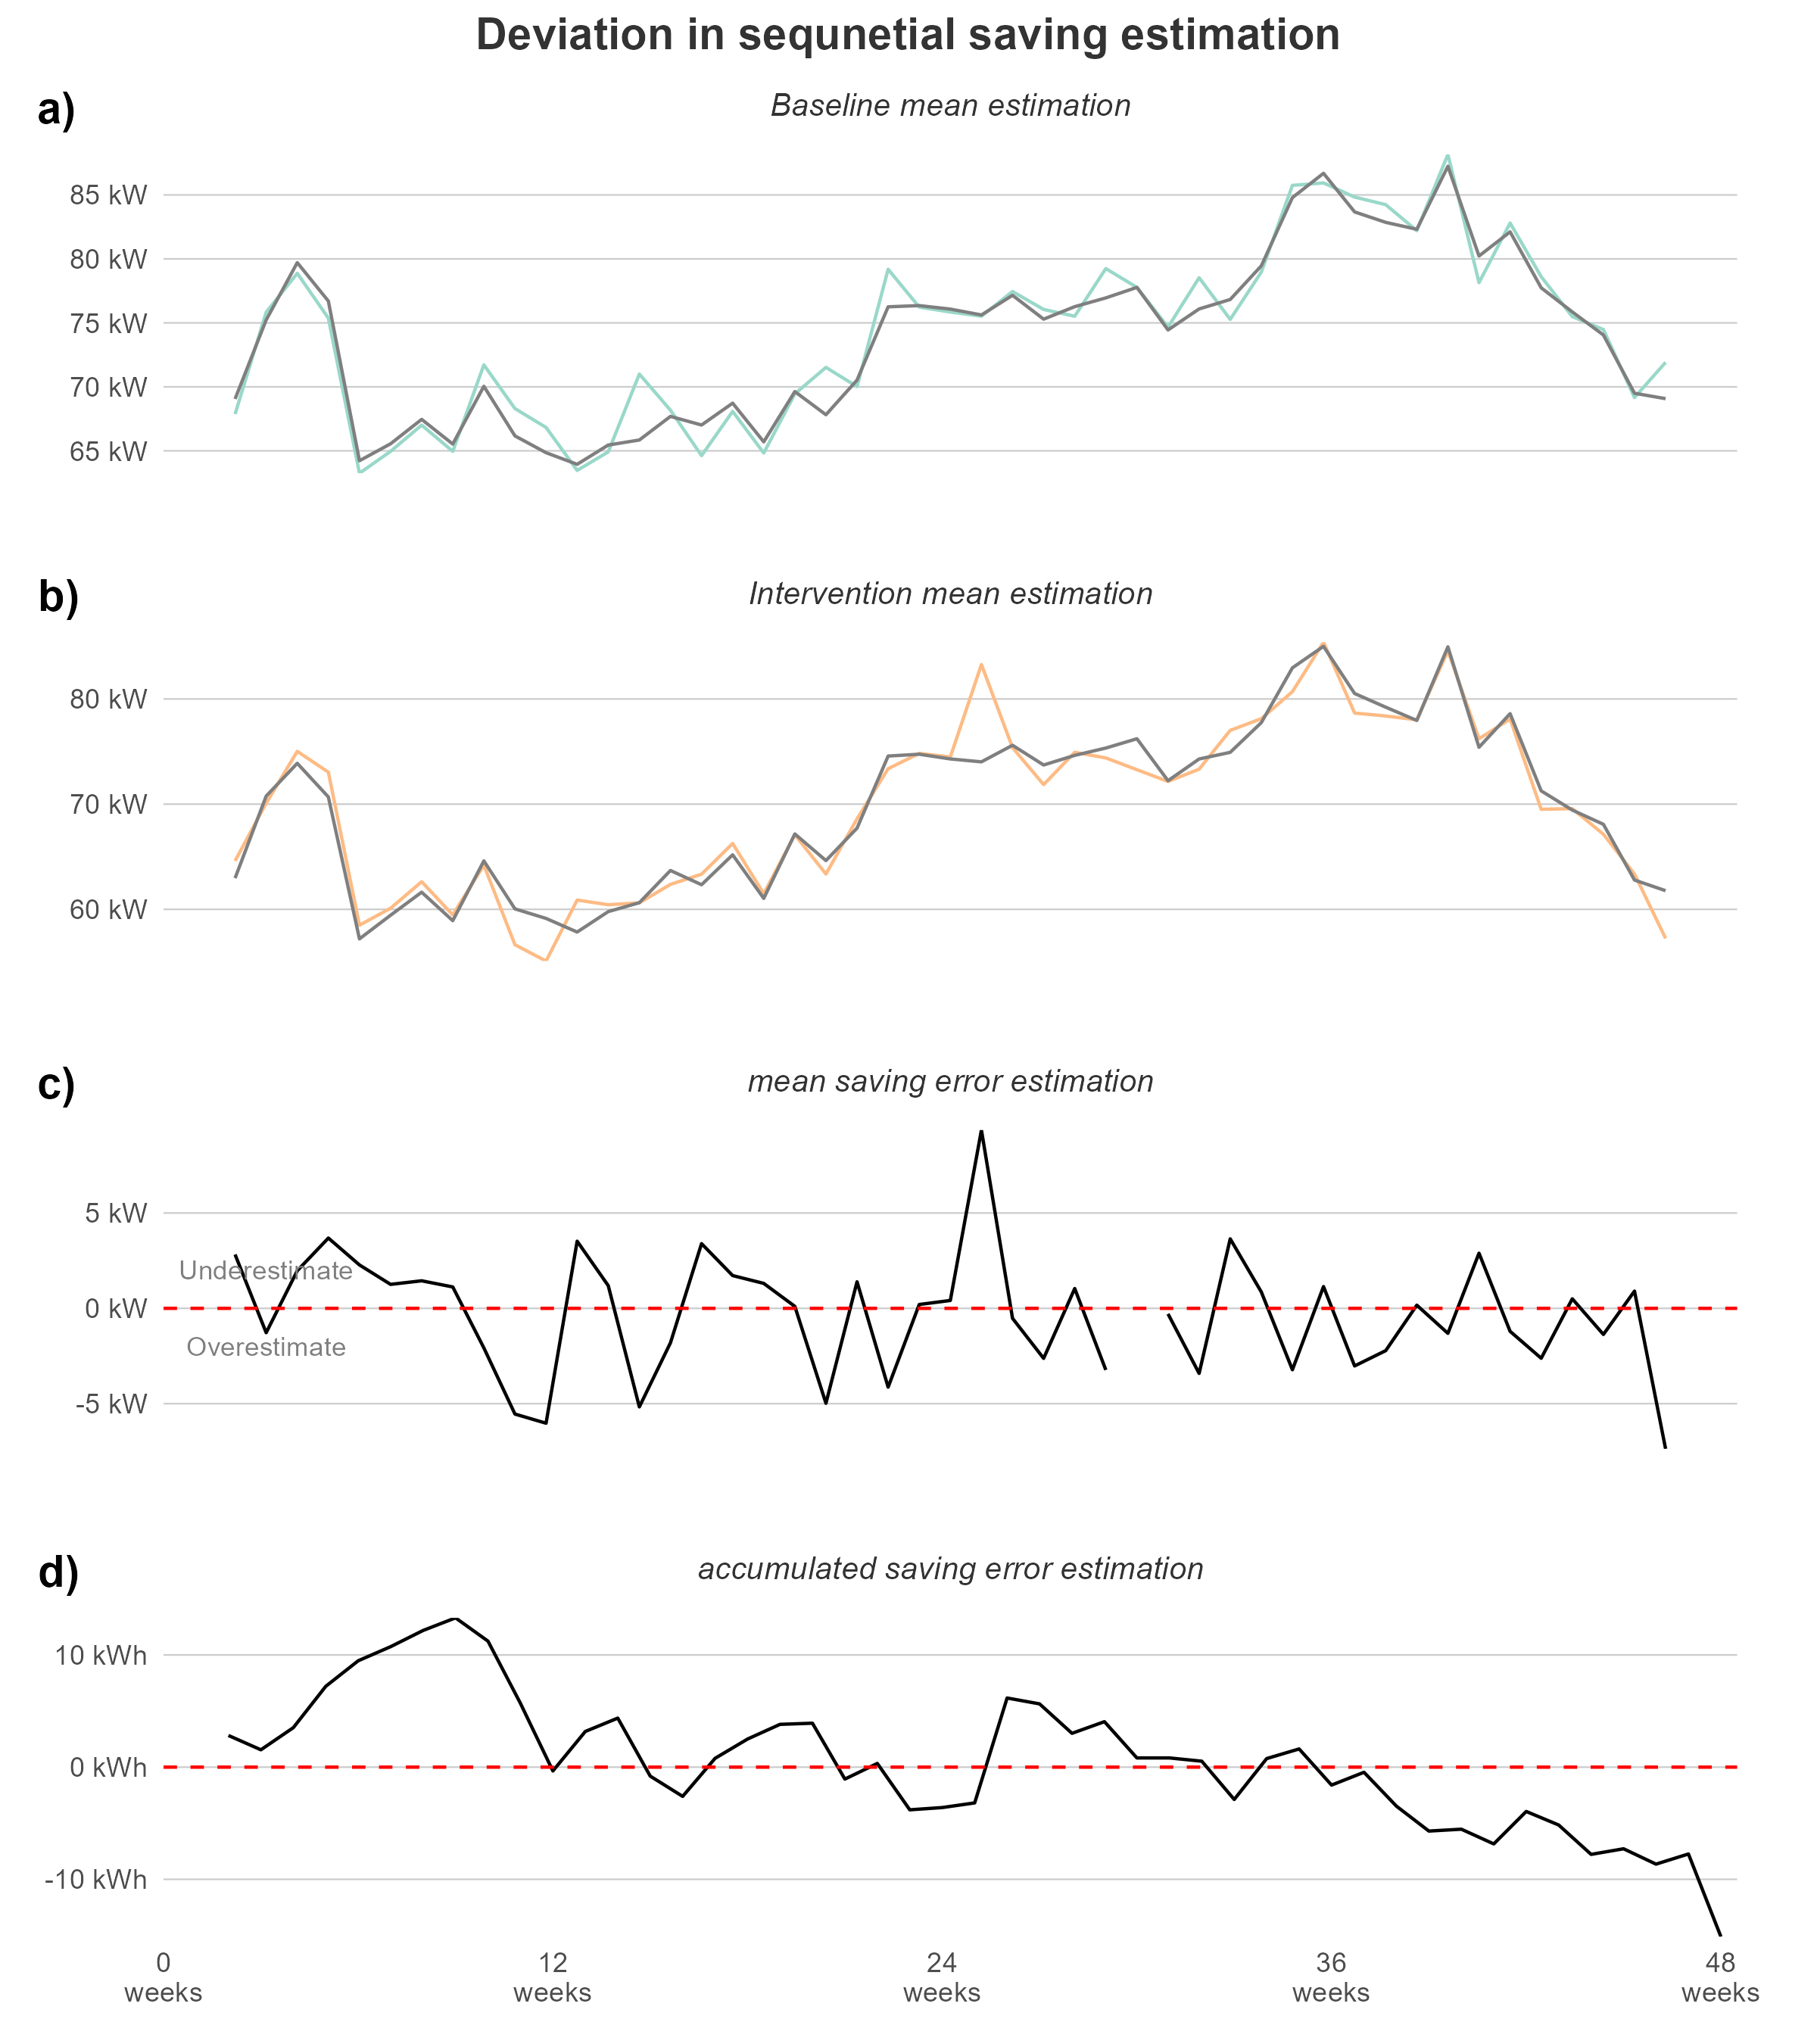 Deviation in sequnetial saving estimation
a)
Baseline mean estimation
85 kW
80 kW
75 kW
70 kW
65 kW
b)
Intervention mean estimation
80 kW
70 kW
60 kW
c)
mean saving error estimation
5 kW
Underestimate
0 kW
Overestimate
-5 kW
d)
accumulated saving error estimation
10 kWh
0 kWh
-10 kWh
0 12 24 36 48
weeks weeks weeks weeks weeks